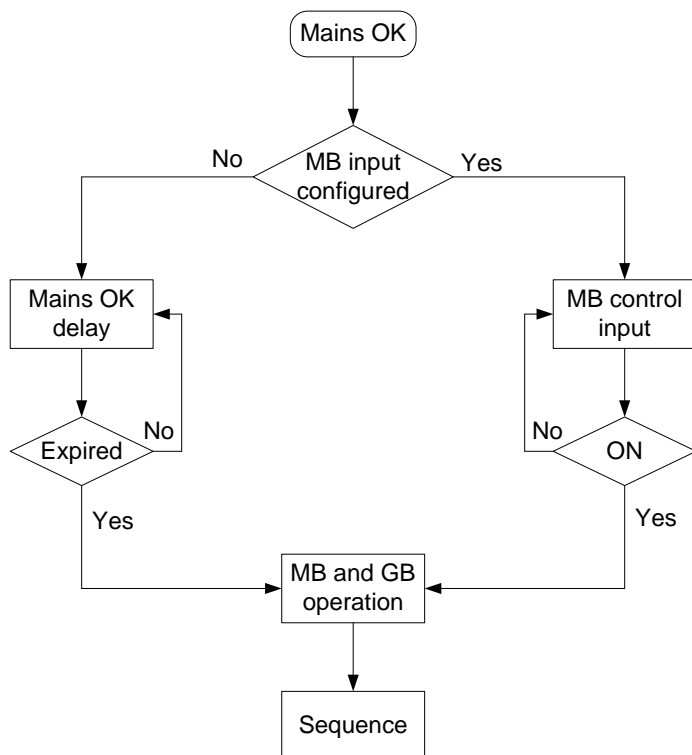 Mains OK
No
MB input
configured
Yes
Mains OK
delay
MB control
input
Expired
No
No
ON
Yes
Yes
MB and GB
operation
Sequence